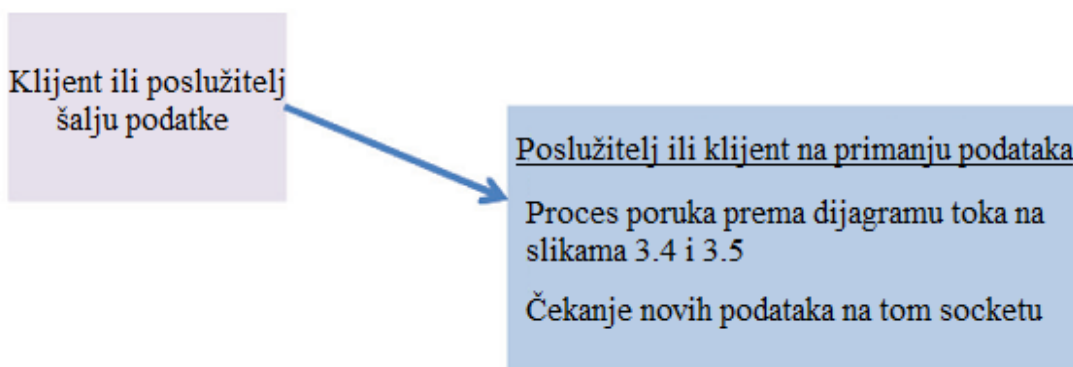 Klijent ili poslužitelj
šalju podatke
Poslužitelj ili klijent na primanju podataka
Proces poruka prema dijagramu toka na
slikama 3.4 i 3.5
Čekanje novih podataka na tom socketu